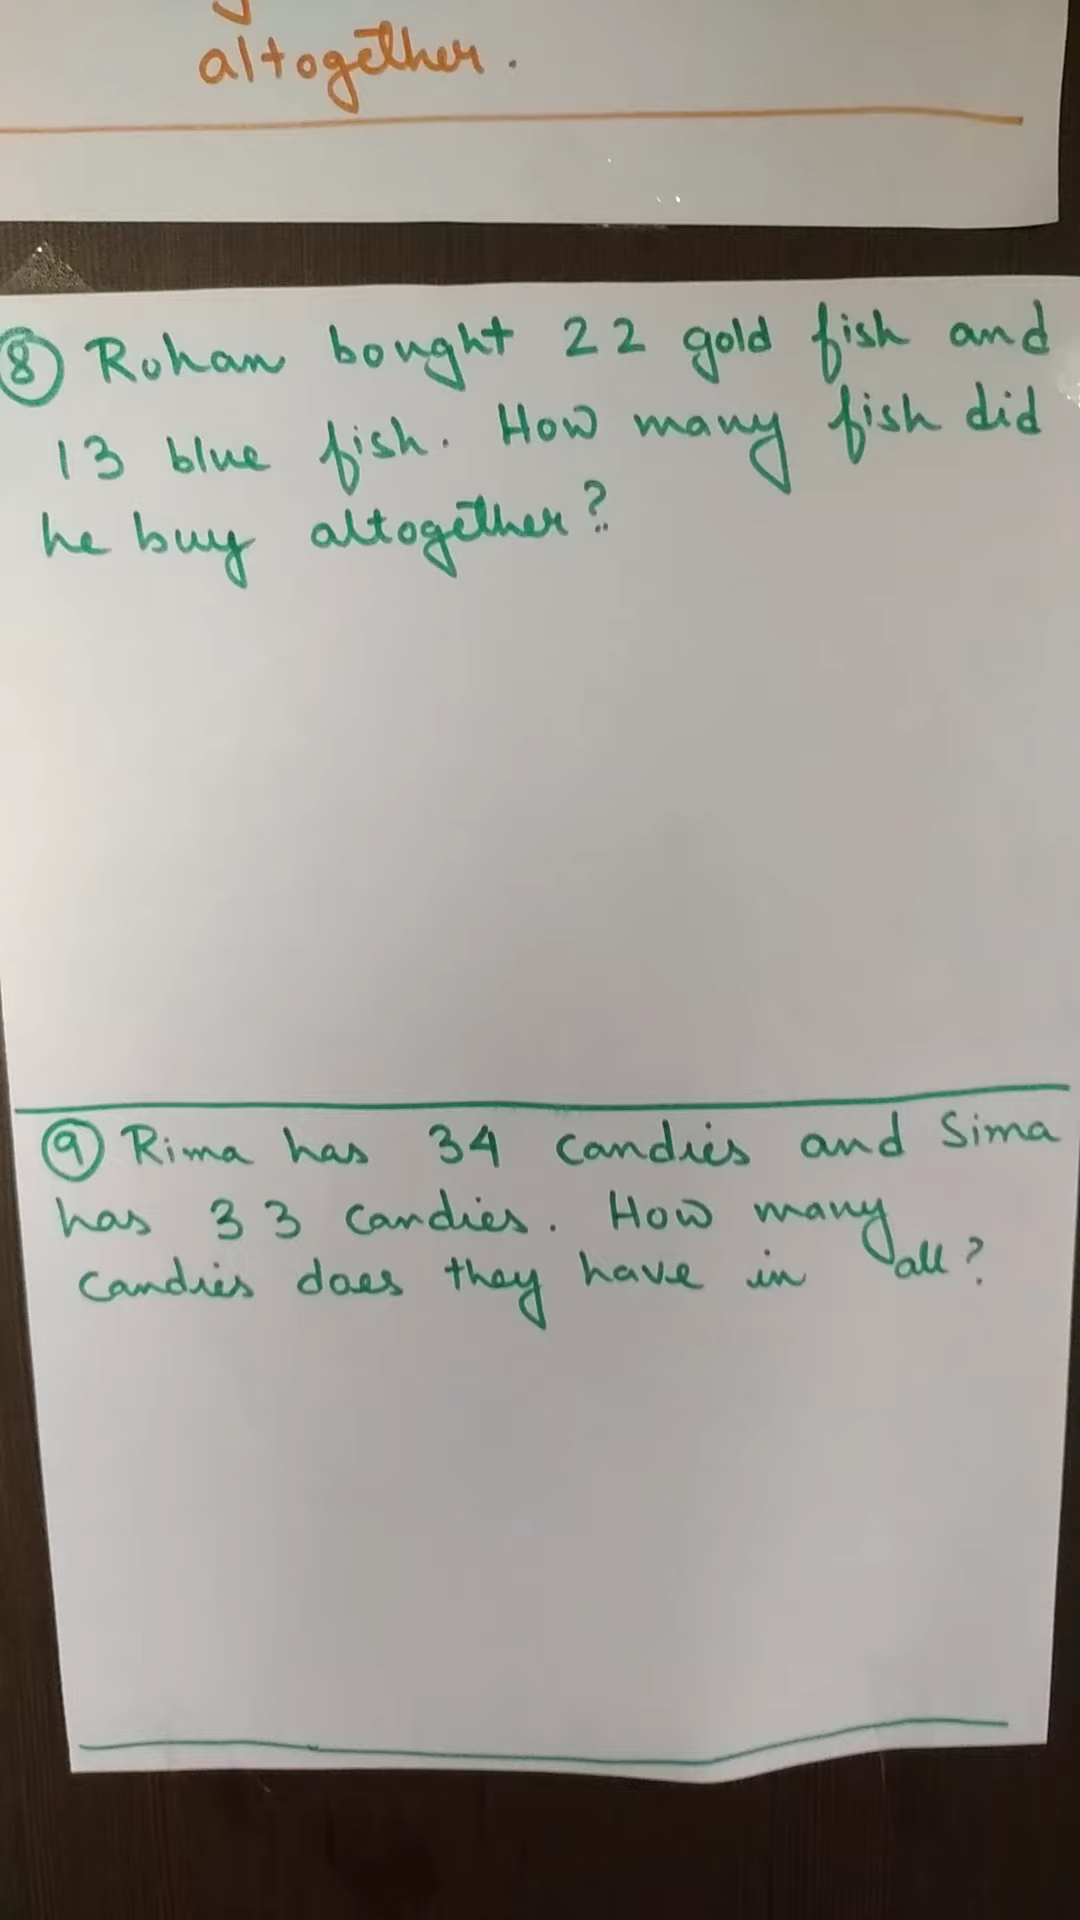 altogether.
8 Rohan bought 22 gold fish and
13 blue fish. How many fish did
he buy altogether?
9 Rima has 34 candies and Sima
has 33 candies. How many
candies does they have in all?